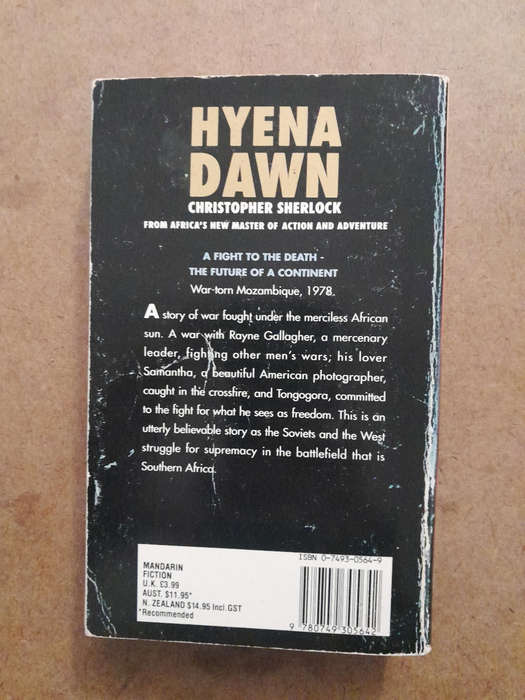 HYENA
DAWN
CHRISTOPHER SHERLOCK
FROM AFRICA'S NEW MASTER OF ACTION AND ADVENTURE
A FIGHT TO THE DEATH -
THE FUTURE OF A CONTINENT
War-torn Mozambique, 1978.
A story of war fought under the merciless African
sun. A war with Rayne Gallagher, a mercenary
leader, fighting other men's wars; his lover
Samantha, a beautiful American photographer,
caught in the crossfire, and Tongogora, committed
to the fight for what he sees as freedom. This is an
utterly believable story as the Soviets and the West
struggle for supremacy in the battlefield that is
Southern Africa.
ISBN 0-7493-0564-9
MANDARIN
FICTION
U.K. £3.99
AUST. $11.95*
N. ZEALAND $14.95 Incl. GST
*Recommended
9 780749 305642